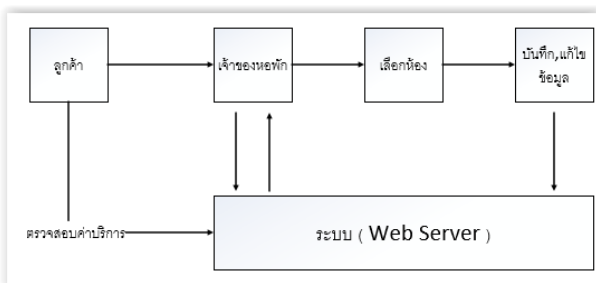 ลูกค้า
เจ้าของหอพัก
เลือกห้อง
บันทึก,แก้ไข
ข้อมูล
ตรวจสอบค่าบริการ
ระบบ ( Web Server )